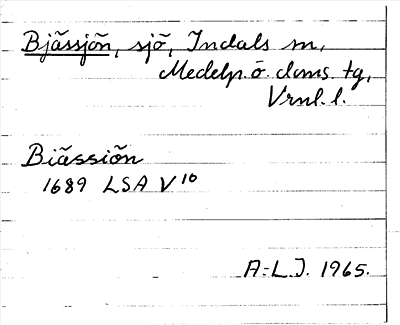 Bjässjön, sjö, Indals sn,
Medelp. ö. doms. tg,
Vrnl. l.
Biässiön
1689 LSA V¹⁰
A-L.J. 1965.